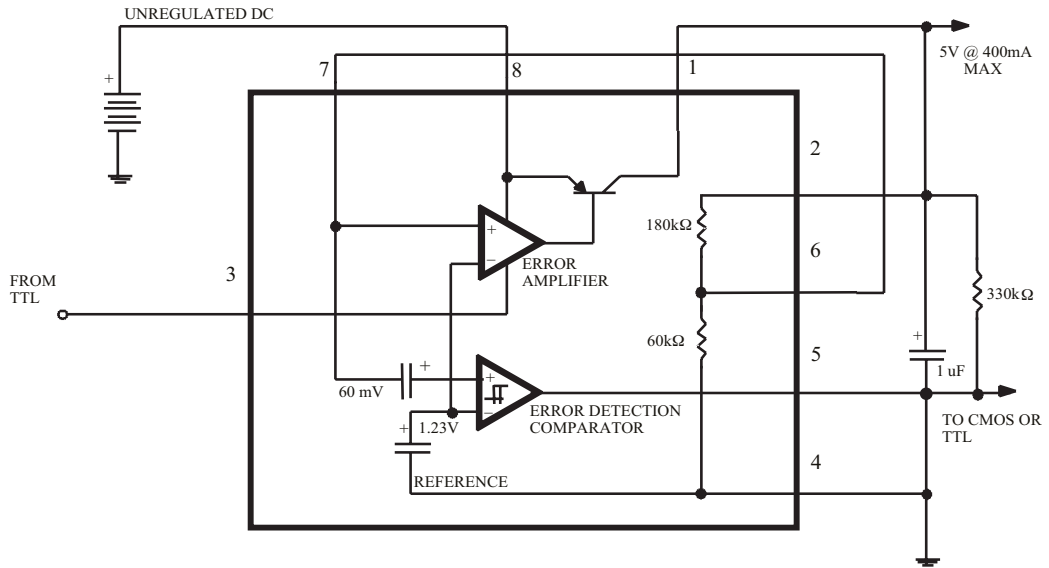 UNREGULATED DC
+
7
8
1
5V @ 400mA
MAX
2
180kΩ
+
−
6
ERROR
AMPLIFIER
3
FROM
TTL
330kΩ
60kΩ
5
+
1 uF
+
60 mV
+
−
ERROR DETECTION
COMPARATOR
+
1.23V
TO CMOS OR
TTL
4
REFERENCE